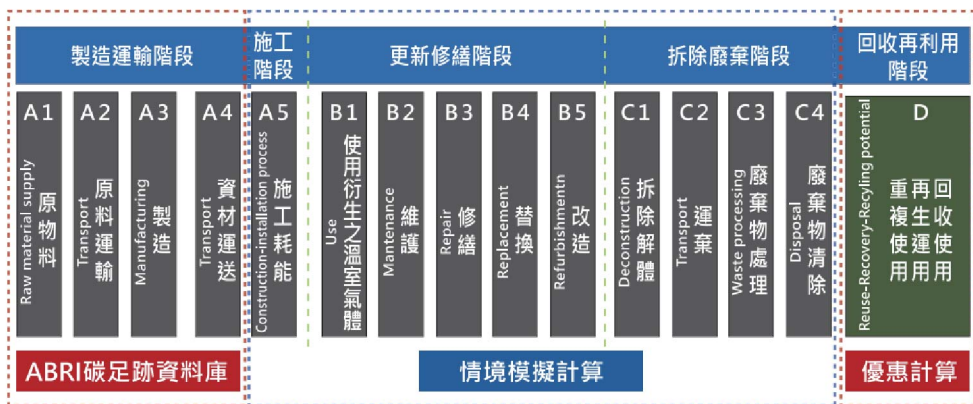 製造運輸階段
施工
階段
更新修繕階段
拆除廢棄階段
回收再利用
階段
A1
Raw material supply
原物料
A2
Transport
原料運輸
A3
Manufacturing
製造
A4
Transport
資材運送
A5
Construction-installation process
施工耗能
B1
Use
使用衍生之溫室氣體
B2
Mantenance
維護
B3
Repair
修繕
B4
Replacement
替換
B5
Refurbishmentn
改造
C1
Deconstruction
拆除解體
C2
Transport
運棄
C3
Waste processing
廢棄物處理
C4
Disposal
廢棄物清除
D
Reuse-Recovery-Recyling potential
回收使用
再生運用
重複使用
ABRI碳足跡資料庫
情境模擬計算
優惠計算